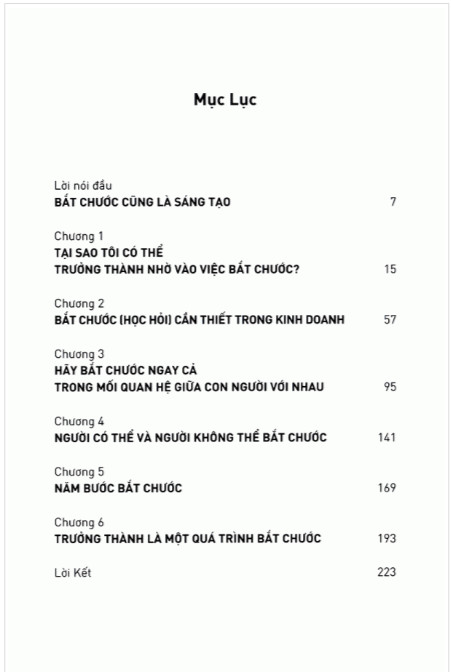 Mục Lục
Lời nói đầu
BẮT CHƯỚC CŨNG LÀ SÁNG TẠO 7
Chương 1
TẠI SAO TÔI CÓ THỂ
TRƯỞNG THÀNH NHỜ VÀO VIỆC BẮT CHƯỚC? 15
Chương 2
BẮT CHƯỚC (HỌC HỎI) CẦN THIẾT TRONG KINH DOANH 57
Chương 3
HÃY BẮT CHƯỚC NGAY CẢ
TRONG MỐI QUAN HỆ GIỮA CON NGƯỜI VỚI NHAU 95
Chương 4
NGƯỜI CÓ THỂ VÀ NGƯỜI KHÔNG THỂ BẮT CHƯỚC 141
Chương 5
NĂM BƯỚC BẮT CHƯỚC 169
Chương 6
TRƯỞNG THÀNH LÀ MỘT QUÁ TRÌNH BẮT CHƯỚC 193
Lời Kết 223